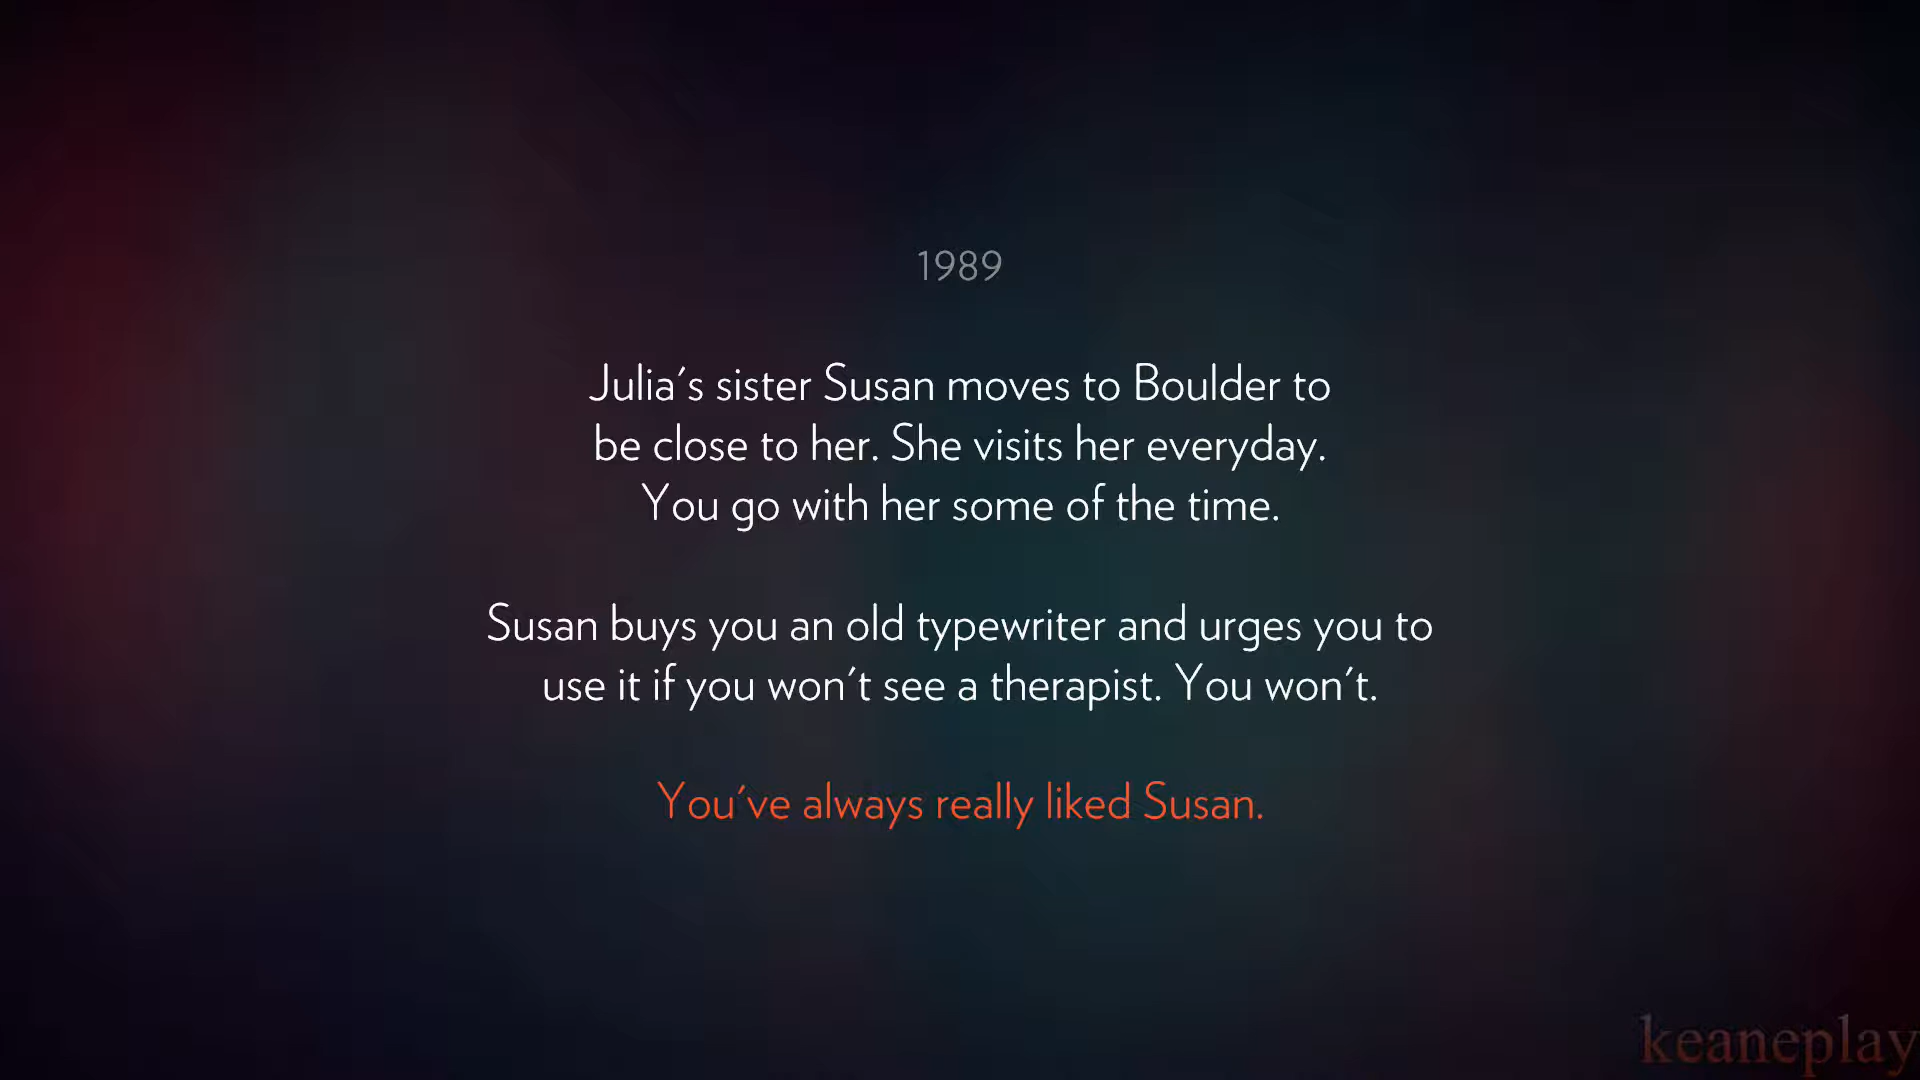 1989
Julia's sister Susan moves to Boulder to
be close to her. She visits her everyday.
You go with her some of the time.
Susan buys you an old typewriter and urges you to
use it if you won't see a therapist. You won't.
You've always really liked Susan.
keaneplay